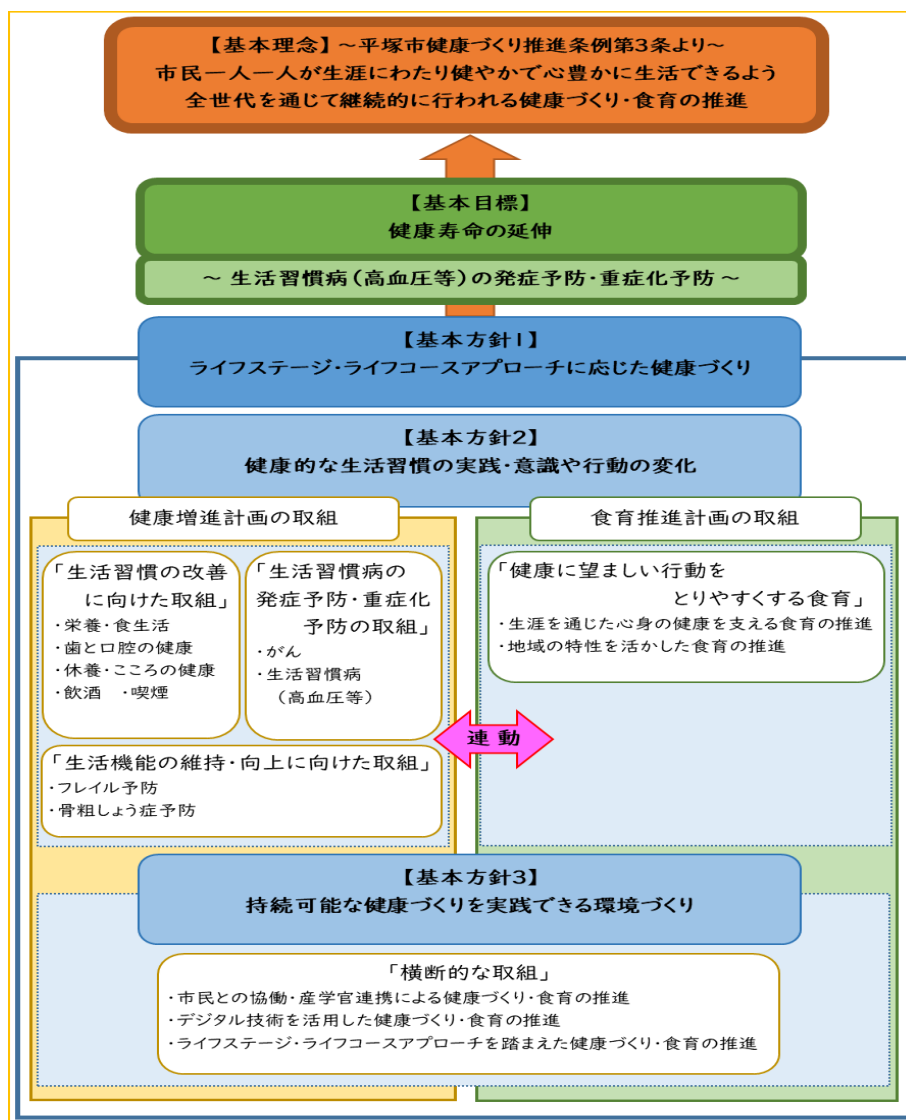 【基本理念】～平塚市健康づくり推進条例第3条より～
市民一人一人が生涯にわたり健やかで心豊かに生活できるよう
全世代を通じて継続的に行われる健康づくり・食育の推進
【基本目標】
健康寿命の延伸
～ 生活習慣病(高血圧等)の発症予防・重症化予防 ～
【基本方針1】
ライフステージ・ライフコースアプローチに応じた健康づくり
【基本方針2】
健康的な生活習慣の実践・意識や行動の変化
健康増進計画の取組
「生活習慣の改善
に向けた取組」
・栄養・食生活
・歯と口腔の健康
・休養・こころの健康
・飲酒 ・喫煙
「生活習慣病の
発症予防・重症化
予防の取組」
・がん
・生活習慣病
(高血圧等)
「生活機能の維持・向上に向けた取組」
・フレイル予防
・骨粗しょう症予防
連動
食育推進計画の取組
「健康に望ましい行動を
とりやすくする食育」
・生涯を通じた心身の健康を支える食育の推進
・地域の特性を活かした食育の推進
【基本方針3】
持続可能な健康づくりを実践できる環境づくり
「横断的な取組」
・市民との協働・産学官連携による健康づくり・食育の推進
・デジタル技術を活用した健康づくり・食育の推進
・ライフステージ・ライフコースアプローチを踏まえた健康づくり・食育の推進